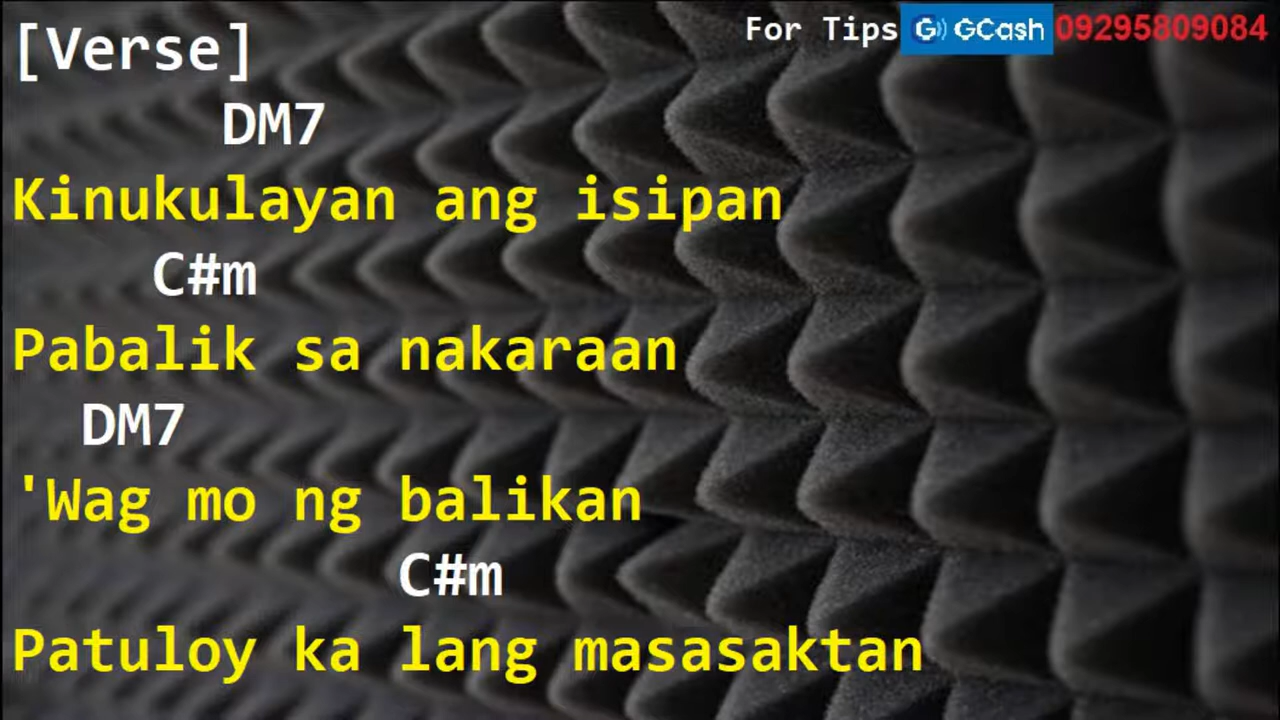 For Tips GCash 09295809084
[Verse]
DM7
Kinukulayan ang isipan
C#m
Pabalik sa nakaraan
DM7
'Wag mo ng balikan
C#m
Patuloy ka lang masasaktan